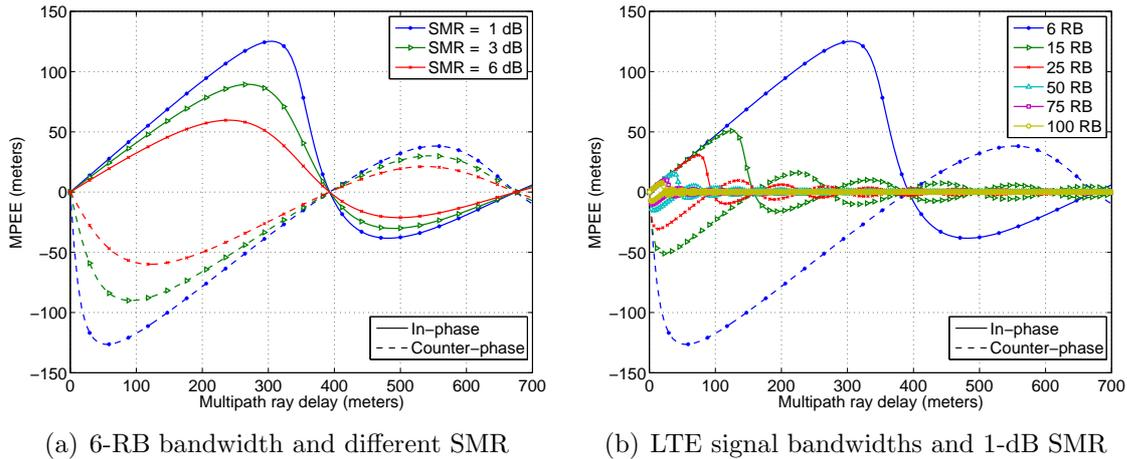 150
100
50
0
−50
−100
−150
MPEE (meters)
0 100 200 300 400 500 600 700
Multipath ray delay (meters)
SMR = 1 dB
SMR = 3 dB
SMR = 6 dB
In-phase
Counter-phase
(a) 6-RB bandwidth and different SMR
150
100
50
0
−50
−100
−150
MPEE (meters)
0 100 200 300 400 500 600 700
Multipath ray delay (meters)
6 RB
15 RB
25 RB
50 RB
75 RB
100 RB
In-phase
Counter-phase
(b) LTE signal bandwidths and 1-dB SMR